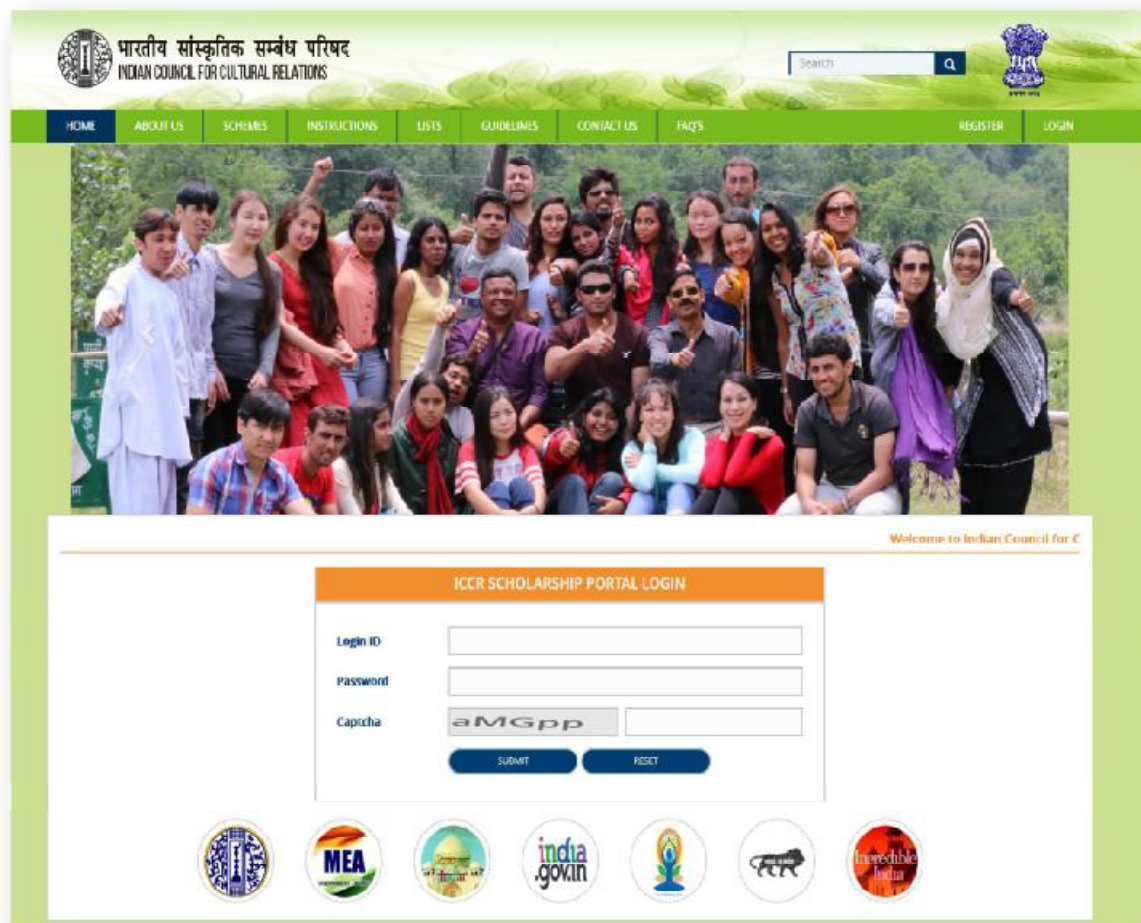 भारतीय सांस्कृतिक सम्बंध परिषद
INDIAN COUNCIL FOR CULTURAL RELATIONS
Search
HOME ABOUT US SCHEMES INSTRUCTIONS LISTS GUIDELINES CONTACT US FAQ'S REGISTER LOGIN
Welcome to Indian Council for C
ICCR SCHOLARSHIP PORTAL LOGIN
Login ID
Password
Captcha aMGpp
SUBMIT RESET
MEA
india
.gov.in
Incredible
India